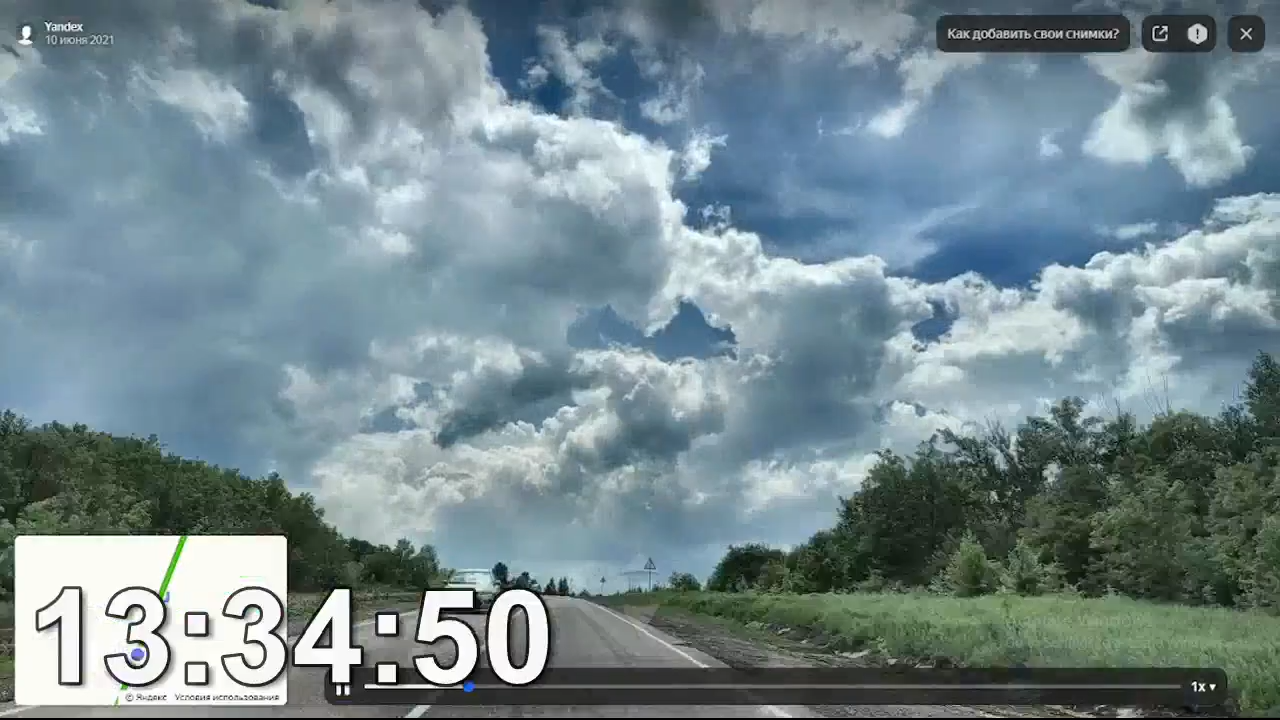 Yandex
10 июня 2021
Как добавить свои снимки?
13:34:50
© Яндекс Условия использования
1x